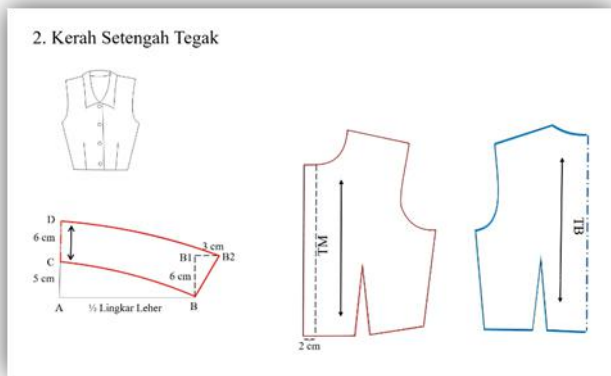 2. Kerah Setengah Tegak
D
6 cm
C
5 cm
A
½ Lingkar Leher
B
B1
3 cm
B2
6 cm
TM
2 cm
TB